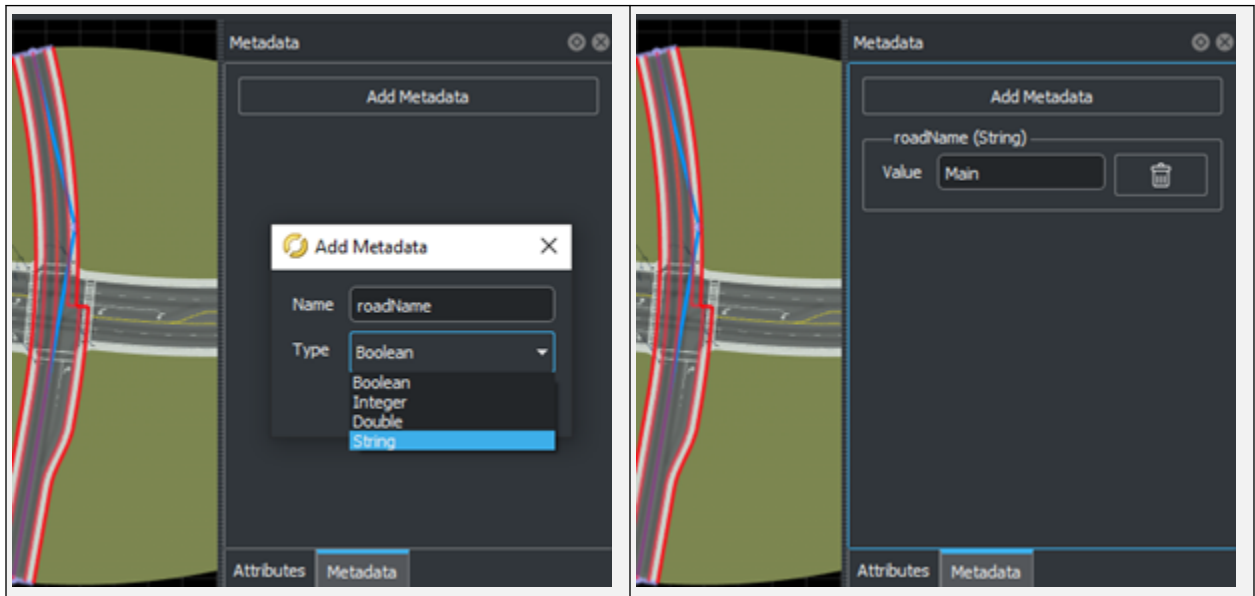 Metadata
Add Metadata
Add Metadata
Name roadName
Type Boolean
Boolean
Integer
Double
String
Attributes Metadata
Metadata
Add Metadata
roadName (String)
Value Main
Attributes Metadata